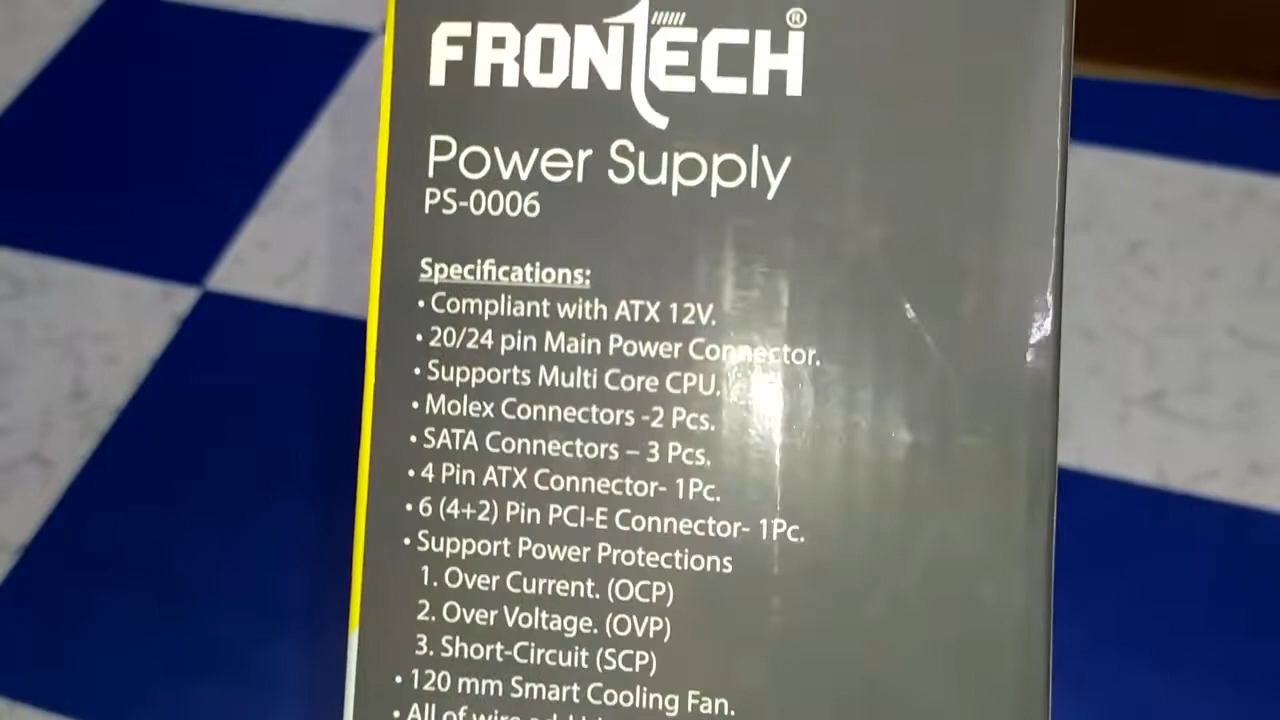 FRONTECH®
Power Supply
PS-0006
Specifications:
• Compliant with ATX 12V.
• 20/24 pin Main Power Connector.
• Supports Multi Core CPU.
• Molex Connectors -2 Pcs.
• SATA Connectors – 3 Pcs.
• 4 Pin ATX Connector- 1Pc.
• 6 (4+2) Pin PCI-E Connector- 1Pc.
• Support Power Protections
1. Over Current. (OCP)
2. Over Voltage. (OVP)
3. Short-Circuit (SCP)
• 120 mm Smart Cooling Fan.
• All of